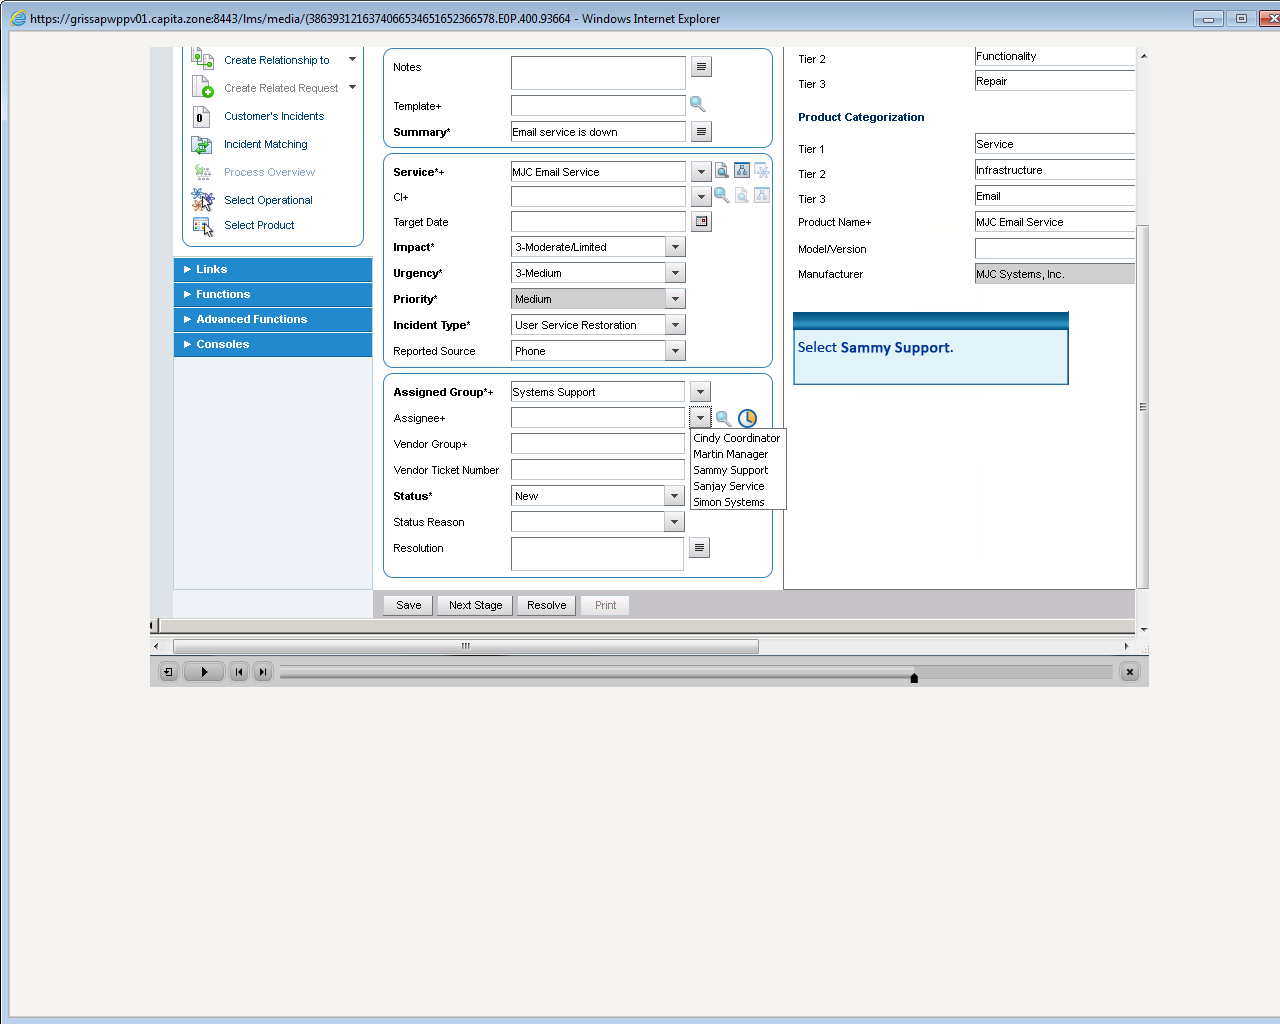 https://grissapwppv01.capita.zone:8443/lms/media/(3863931216374066534651652366578.E0P.400.93664 - Windows Internet Explorer
Create Relationship to
Create Related Request
0
Customer's Incidents
Incident Matching
Process Overview
Select Operational
Select Product
Links
Functions
Advanced Functions
Consoles
Notes
Template+
Summary* Email service is down
Service*+ MJC Email Service
CI+
Target Date
Impact* 3-Moderate/Limited
Urgency* 3-Medium
Priority* Medium
Incident Type* User Service Restoration
Reported Source Phone
Assigned Group*+ Systems Support
Assignee+
Cindy Coordinator
Martin Manager
Sammy Support
Sanjay Service
Simon Systems
Vendor Group+
Vendor Ticket Number
Status* New
Status Reason
Resolution
Save Next Stage Resolve Print
Tier 2 Functionality
Tier 3 Repair
Product Categorization
Tier 1 Service
Tier 2 Infrastructure
Tier 3 Email
Product Name+ MJC Email Service
Model/Version
Manufacturer MJC Systems, Inc.
Select Sammy Support.